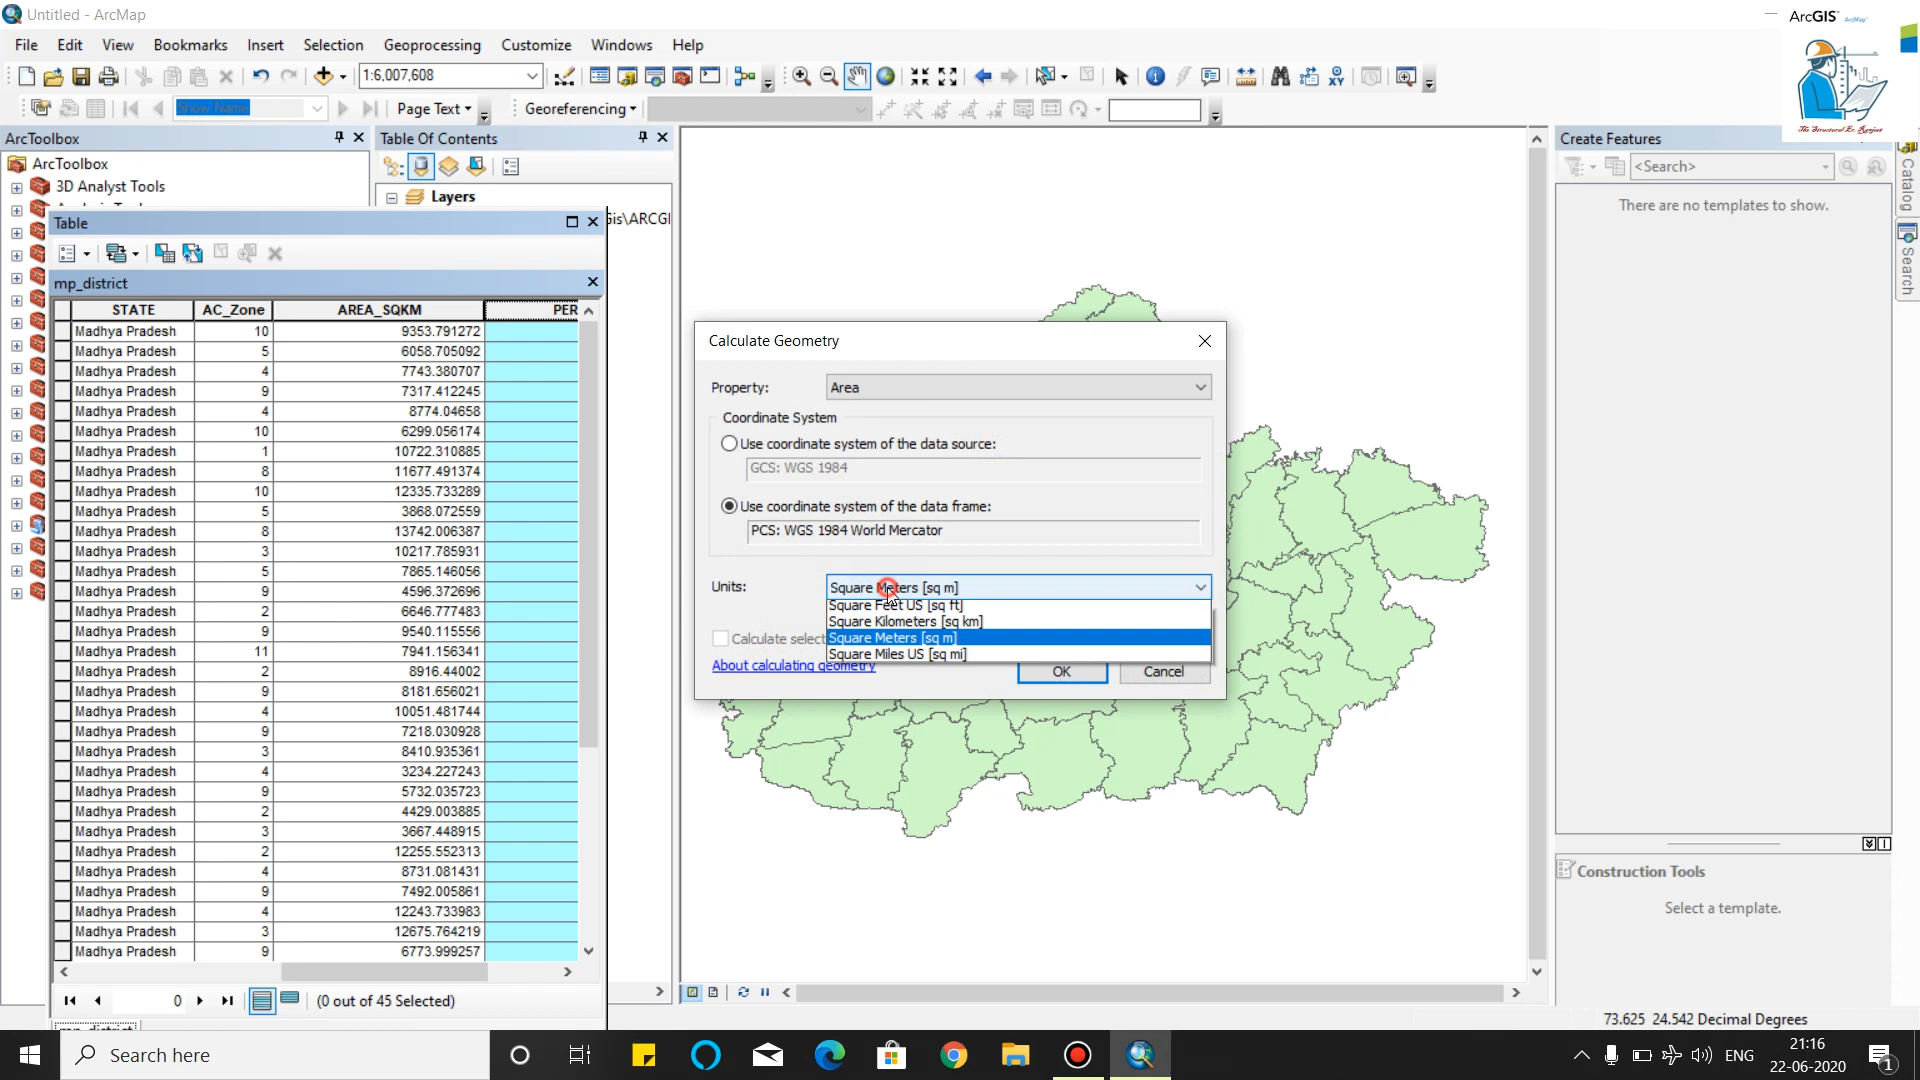 Untitled - ArcMap
ArcGIS ArcMap
File Edit View Bookmarks Insert Selection Geoprocessing Customize Windows Help
1:6,007,608
Show Name
Page Text
Georeferencing
The Structural Er. Ranjeet
ArcToolbox
Table Of Contents
Create Features
ArcToolbox
3D Analyst Tools
Layers
<Search>
There are no templates to show.
Catalog
Search
Gis\ARCGI
Table
mp_district
STATE AC_Zone AREA_SQKM PER
Madhya Pradesh 10 9353.791272
Madhya Pradesh 5 6058.705092
Madhya Pradesh 4 7743.380707
Madhya Pradesh 9 7317.412245
Madhya Pradesh 4 8774.04658
Madhya Pradesh 10 6299.056174
Madhya Pradesh 1 10722.310885
Madhya Pradesh 8 11677.491374
Madhya Pradesh 10 12335.733289
Madhya Pradesh 5 3868.072559
Madhya Pradesh 8 13742.006387
Madhya Pradesh 3 10217.785931
Madhya Pradesh 5 7865.146056
Madhya Pradesh 9 4596.372696
Madhya Pradesh 2 6646.777483
Madhya Pradesh 9 9540.115556
Madhya Pradesh 11 7941.156341
Madhya Pradesh 2 8916.44002
Madhya Pradesh 9 8181.656021
Madhya Pradesh 4 10051.481744
Madhya Pradesh 9 7218.030928
Madhya Pradesh 3 8410.935361
Madhya Pradesh 4 3234.227243
Madhya Pradesh 9 5732.035723
Madhya Pradesh 2 4429.003885
Madhya Pradesh 3 3667.448915
Madhya Pradesh 2 12255.552313
Madhya Pradesh 4 8731.081431
Madhya Pradesh 9 7492.005861
Madhya Pradesh 4 12243.733983
Madhya Pradesh 3 12675.764219
Madhya Pradesh 9 6773.999257
0 (0 out of 45 Selected)
mp_district
Calculate Geometry
Property: Area
Coordinate System
Use coordinate system of the data source:
GCS: WGS 1984
Use coordinate system of the data frame:
PCS: WGS 1984 World Mercator
Units: Square Meters [sq m]
Square Feet US [sq ft]
Square Kilometers [sq km]
Square Meters [sq m]
Square Miles US [sq mi]
Calculate select
About calculating geometry
OK Cancel
Construction Tools
Select a template.
73.625 24.542 Decimal Degrees
Search here
ENG
21:16
22-06-2020
1